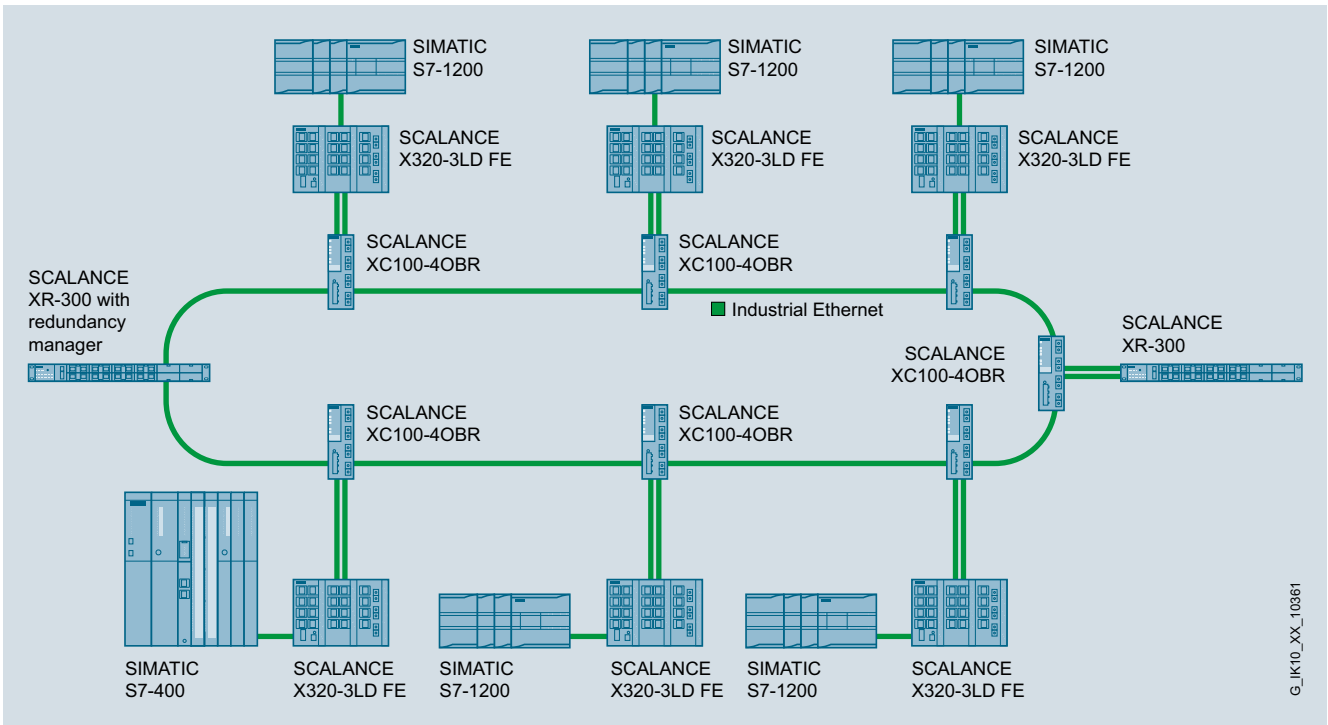 SIMATIC
S7-1200
SIMATIC
S7-1200
SIMATIC
S7-1200
SCALANCE
X320-3LD FE
SCALANCE
X320-3LD FE
SCALANCE
X320-3LD FE
SCALANCE
XC100-4OBR
SCALANCE
XC100-4OBR
SCALANCE
XR-300 with
redundancy
manager
Industrial Ethernet
SCALANCE
XC100-4OBR
SCALANCE
XR-300
SCALANCE
XC100-4OBR
SCALANCE
XC100-4OBR
SIMATIC
S7-400
SCALANCE
X320-3LD FE
SIMATIC
S7-1200
SCALANCE
X320-3LD FE
SIMATIC
S7-1200
SCALANCE
X320-3LD FE
G_IK10_XX_10361